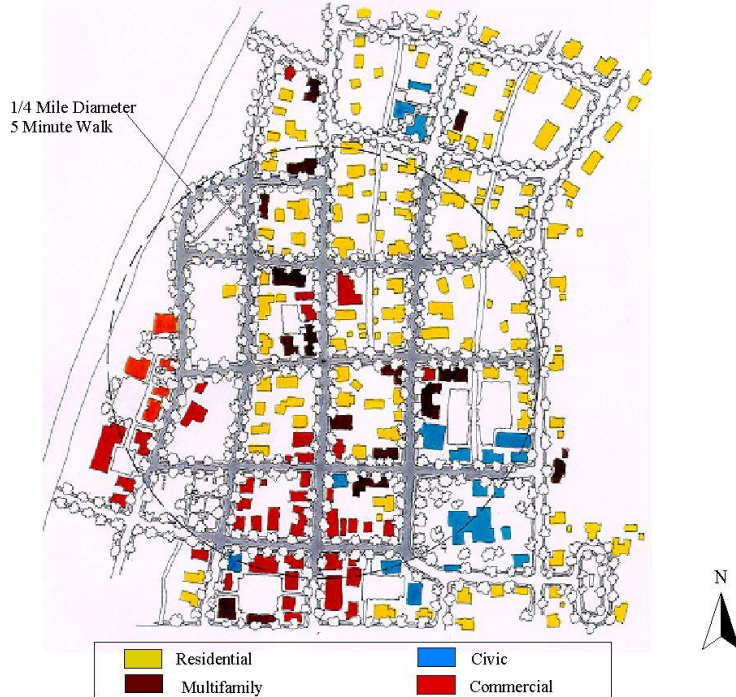 1/4 Mile Diameter
5 Minute Walk
N
Residential
Civic
Multifamily
Commercial